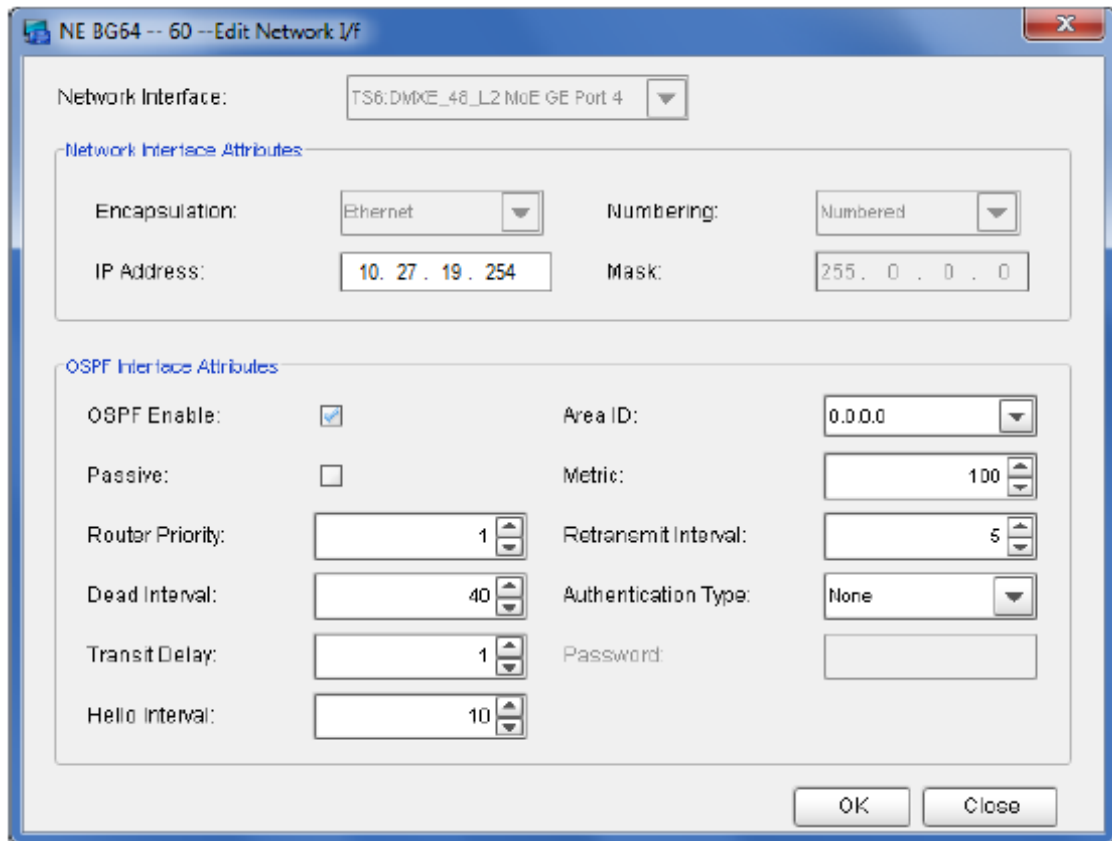 NE BG64 -- 60 --Edit Network I/f
Network Interface: TS6:DMXE_48_L2 MoE GE Port 4
Network Interface Attributes
Encapsulation: Ethernet Numbering: Numbered
IP Address: 10. 27 . 19 . 254 Mask: 255 . 0 . 0 . 0
OSPF Interface Attributes
OSPF Enable: Area ID: 0.0.0.0
Passive: Metric: 100
Router Priority: 1 Retransmit Interval: 5
Dead Interval: 40 Authentication Type: None
Transit Delay: 1 Password:
Hello Interval: 10
OK Close